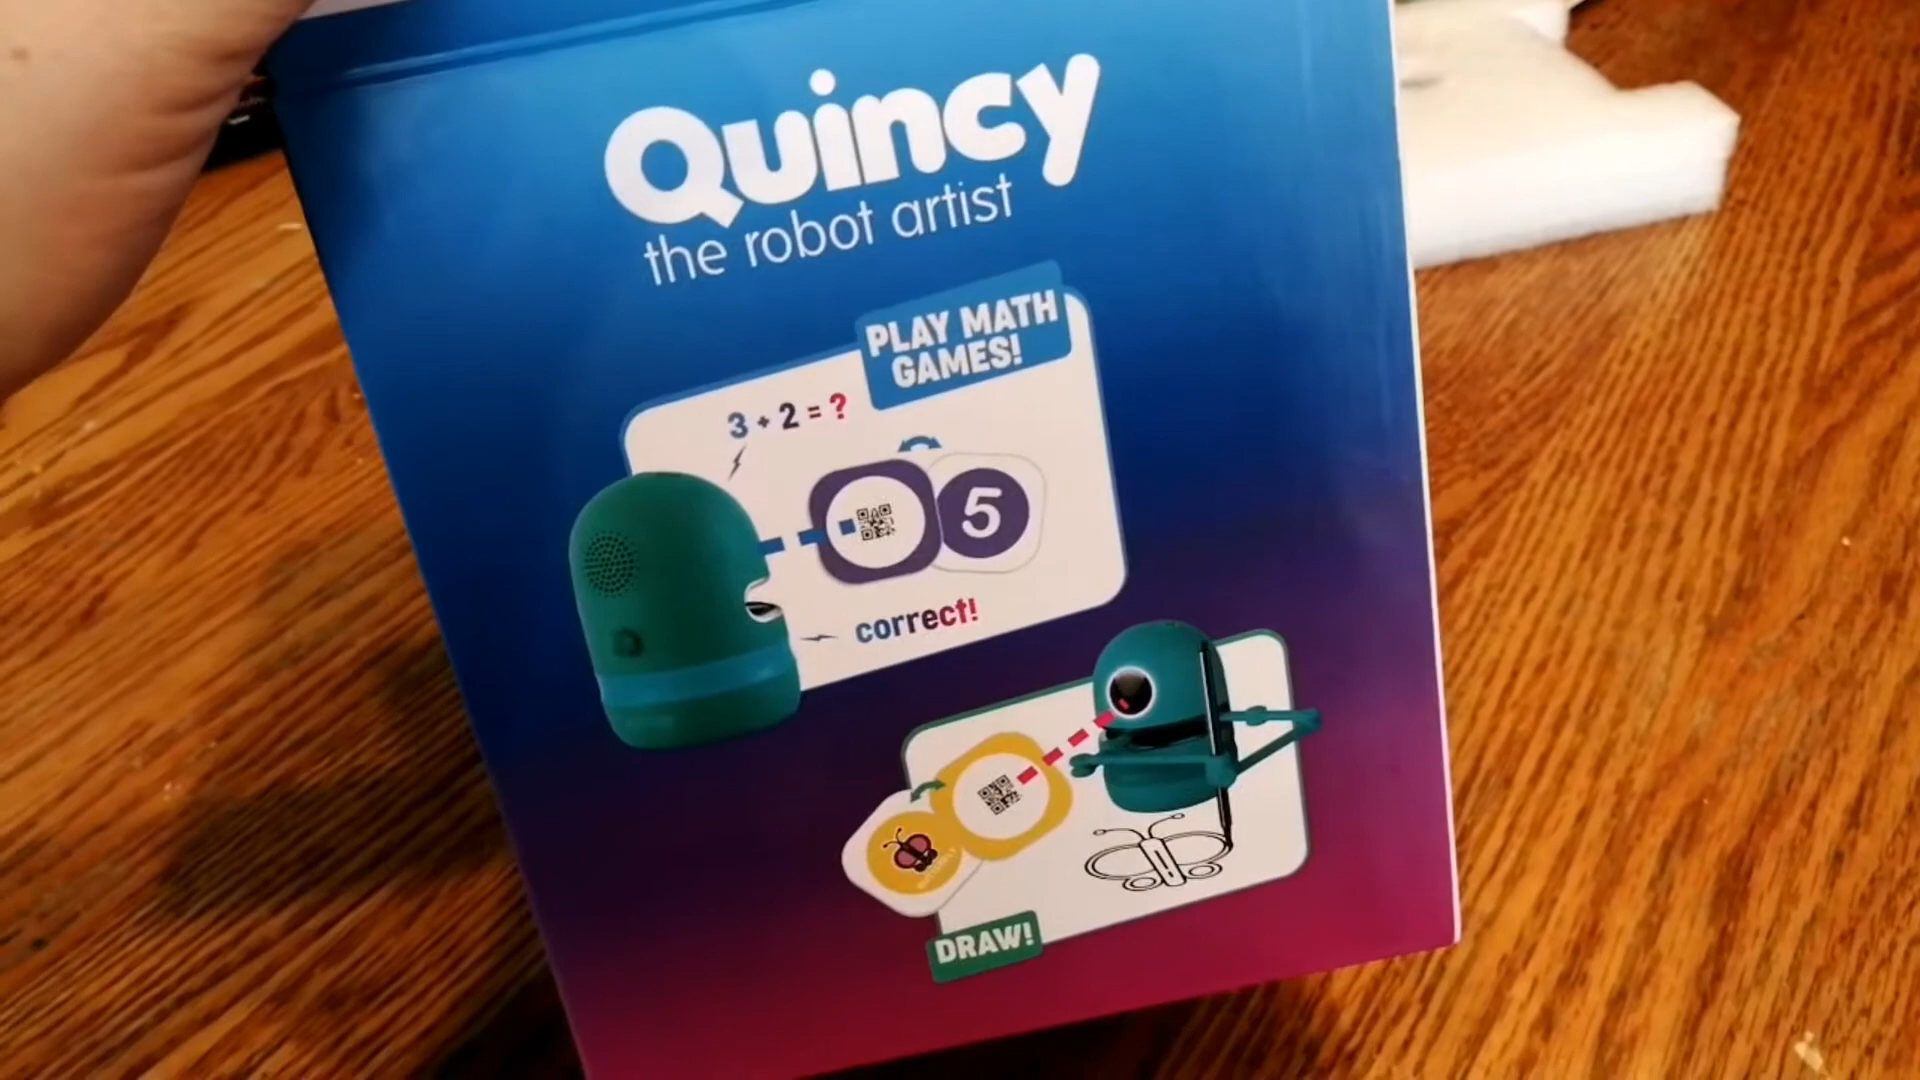 Quincy
the robot artist
PLAY MATH
GAMES!
3 + 2 = ?
5
correct!
DRAW!